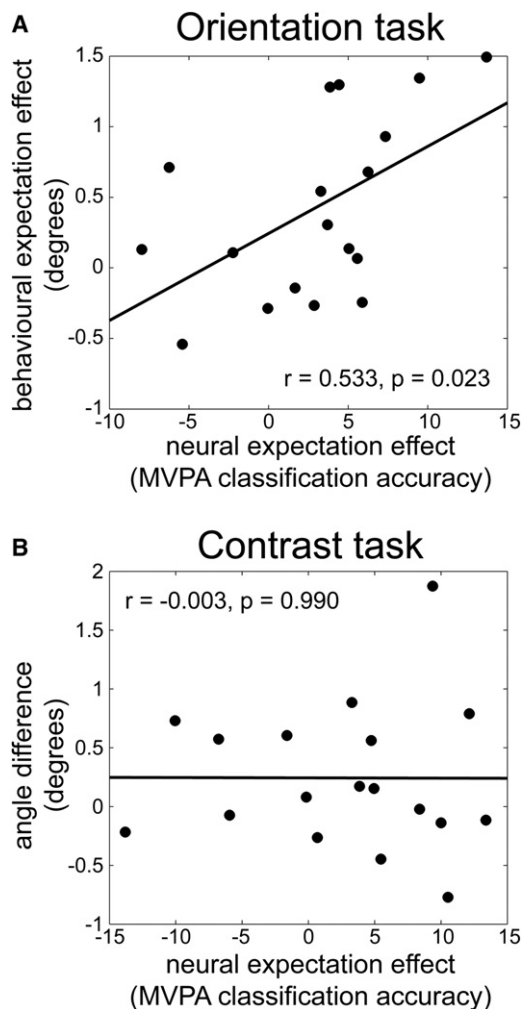 A
Orientation task
behavioural expectation effect
(degrees)
1.5
1
0.5
0
-0.5
-1
r = 0.533, p = 0.023
-10 -5 0 5 10 15
neural expectation effect
(MVPA classification accuracy)
B
Contrast task
angle difference
(degrees)
2
1.5
1
0.5
0
-0.5
-1
r = -0.003, p = 0.990
-15 -10 -5 0 5 10 15
neural expectation effect
(MVPA classification accuracy)